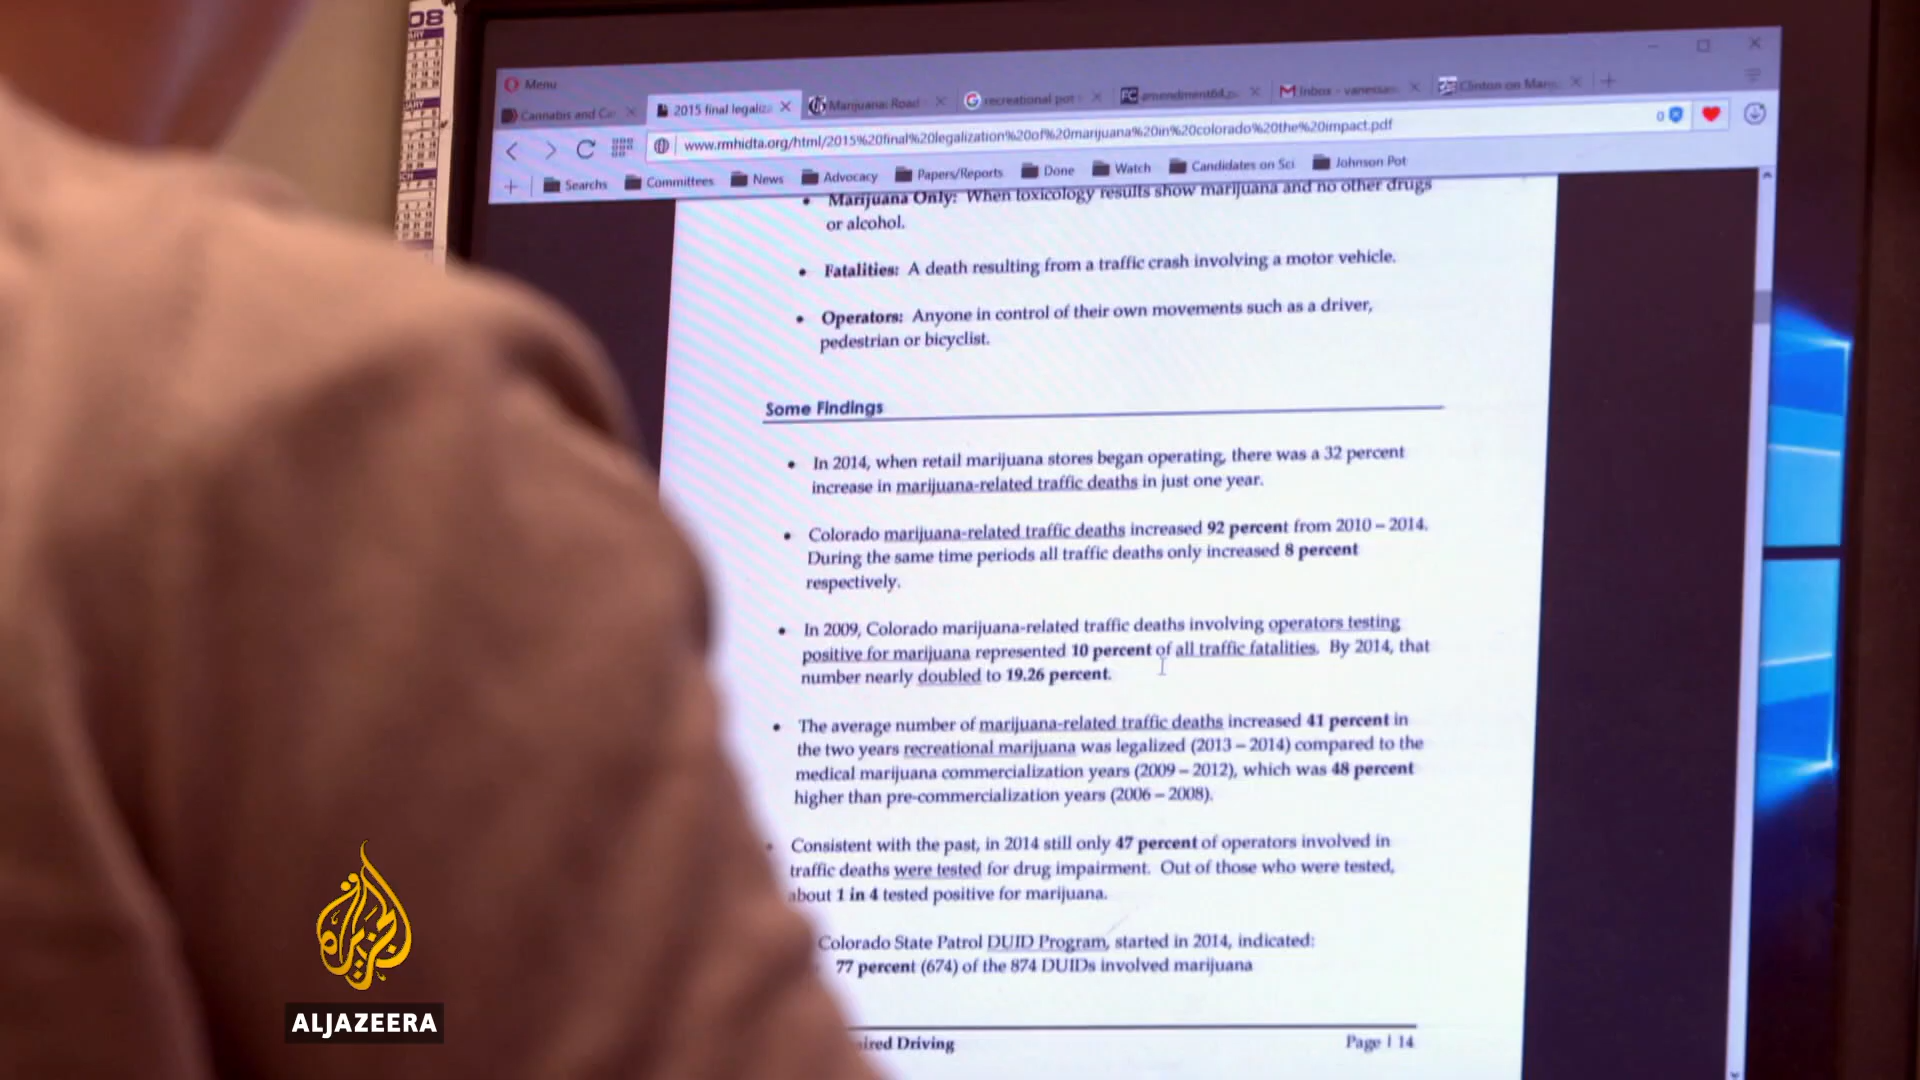 08
Menu
Cannabis and Ca
2015 final legaliza
Marijuana: Road
recreational pot
amendment64.p
Inbox - vanessa
Clinton on Mari
www.rmhidta.org/html/2015%20final%20legalization%20of%20marijuana%20in%20colorado%20the%20impact.pdf
0
Searchs
Committees
News
Advocacy
Papers/Reports
Done
Watch
Candidates on Sci
Johnson Pot
• Marijuana Only: When toxicology results show marijuana and no other drugs
or alcohol.
• Fatalities: A death resulting from a traffic crash involving a motor vehicle.
• Operators: Anyone in control of their own movements such as a driver,
pedestrian or bicyclist.
Some Findings
• In 2014, when retail marijuana stores began operating, there was a 32 percent
increase in marijuana-related traffic deaths in just one year.
• Colorado marijuana-related traffic deaths increased 92 percent from 2010 – 2014.
During the same time periods all traffic deaths only increased 8 percent
respectively.
• In 2009, Colorado marijuana-related traffic deaths involving operators testing
positive for marijuana represented 10 percent of all traffic fatalities. By 2014, that
number nearly doubled to 19.26 percent.
• The average number of marijuana-related traffic deaths increased 41 percent in
the two years recreational marijuana was legalized (2013 – 2014) compared to the
medical marijuana commercialization years (2009 – 2012), which was 48 percent
higher than pre-commercialization years (2006 – 2008).
• Consistent with the past, in 2014 still only 47 percent of operators involved in
traffic deaths were tested for drug impairment. Out of those who were tested,
about 1 in 4 tested positive for marijuana.
Colorado State Patrol DUID Program, started in 2014, indicated:
77 percent (674) of the 874 DUIDs involved marijuana
ired Driving
Page | 14
الجزيرة
ALJAZEERA